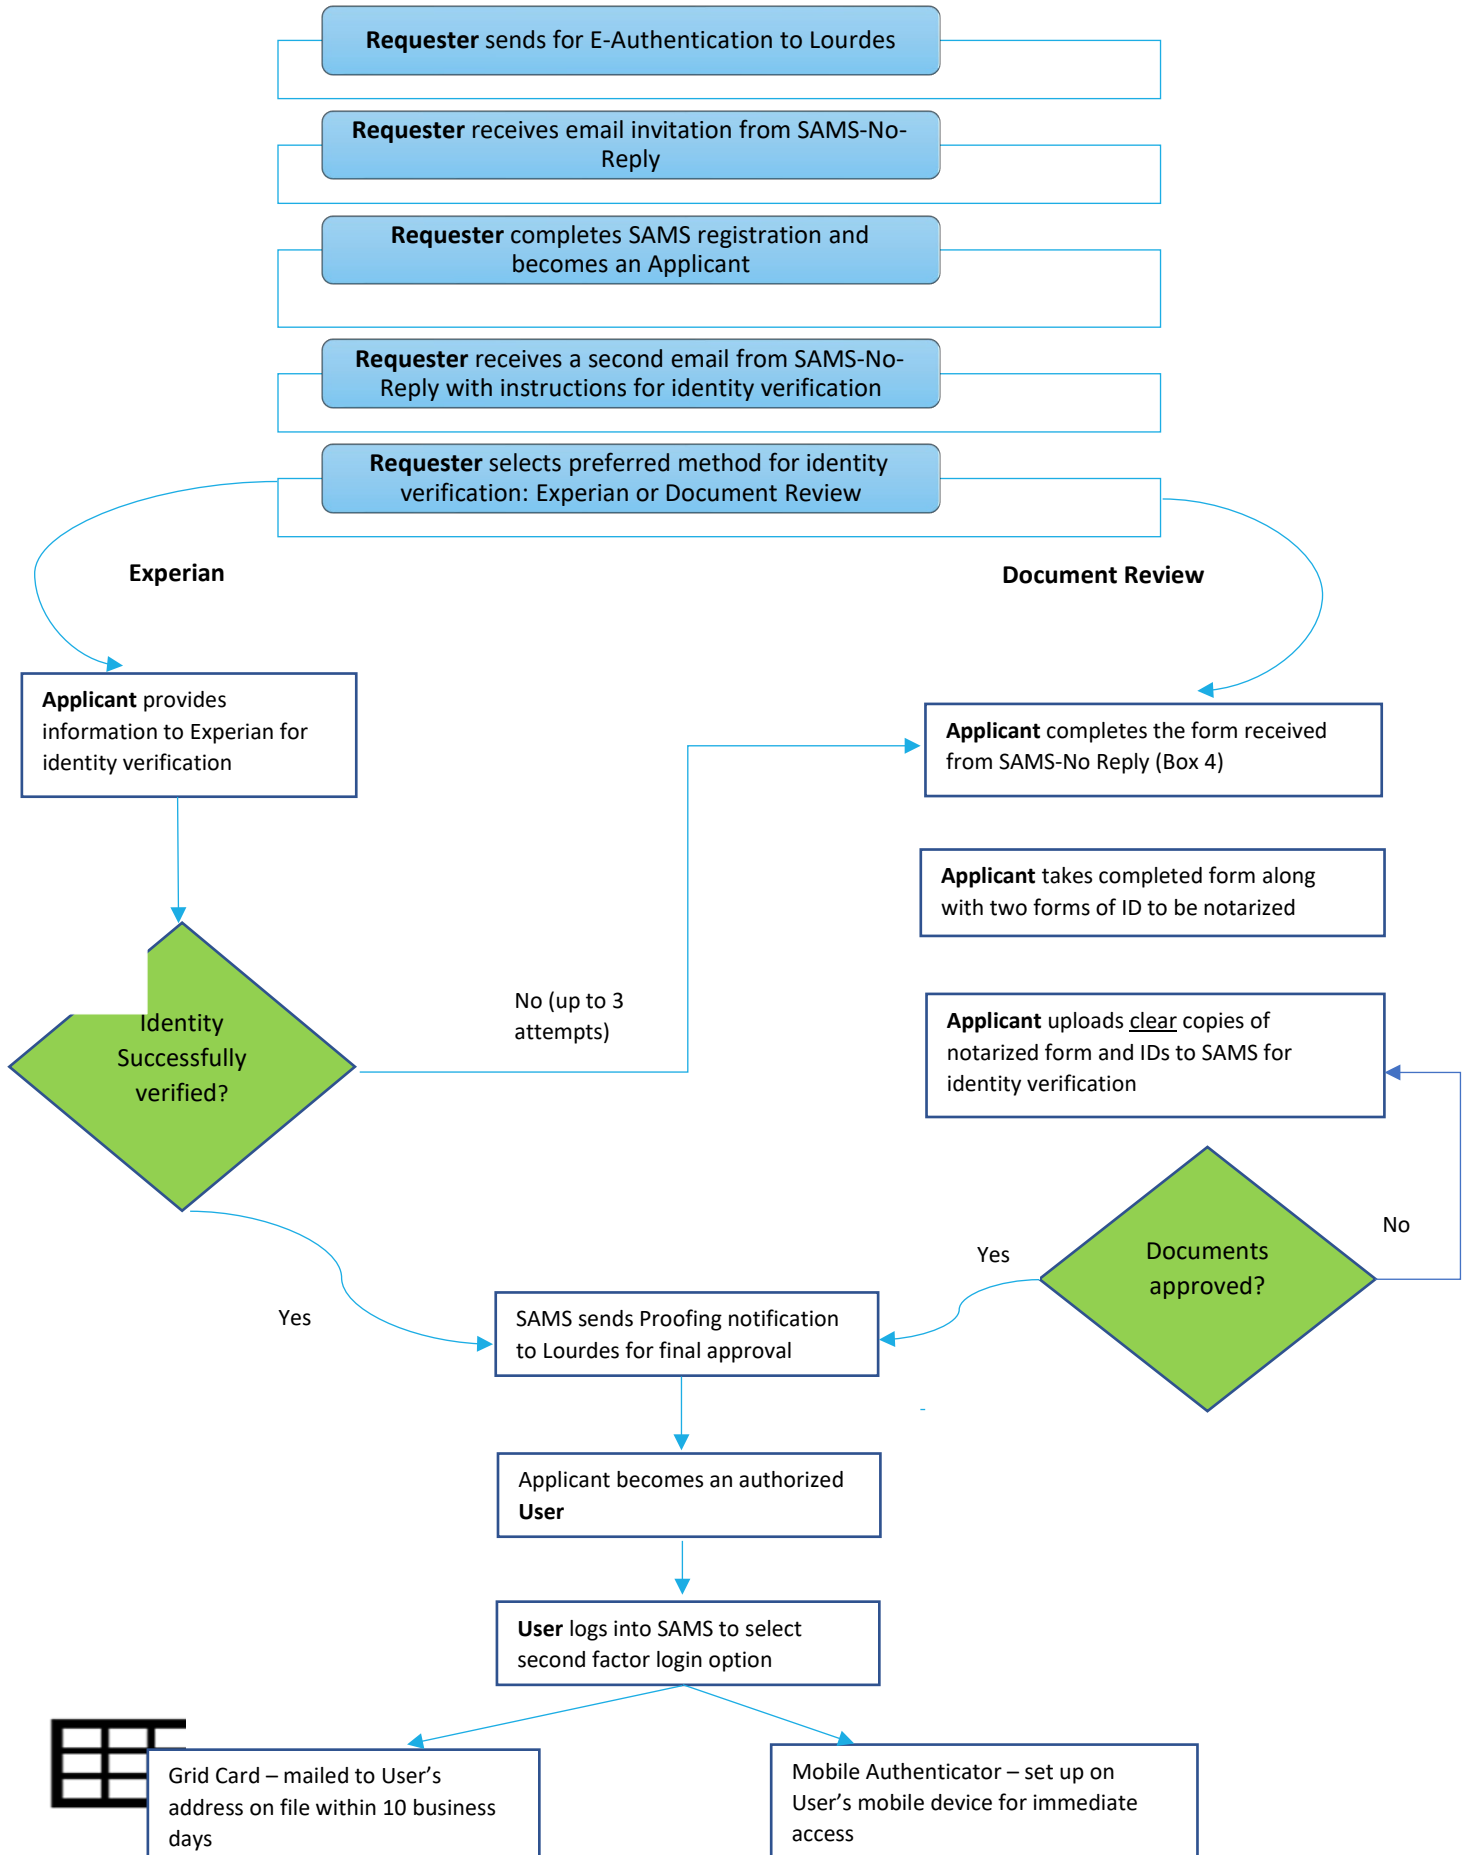 Requester sends for E-Authentication to Lourdes
Requester receives email invitation from SAMS-No-
Reply
Requester completes SAMS registration and
becomes an Applicant
Requester receives a second email from SAMS-No-
Reply with instructions for identity verification
Requester selects preferred method for identity
verification: Experian or Document Review
Experian
Document Review
Applicant provides
information to Experian for
identity verification
Applicant completes the form received
from SAMS-No Reply (Box 4)
Applicant takes completed form along
with two forms of ID to be notarized
Identity
Successfully
verified?
No (up to 3
attempts)
Applicant uploads clear copies of
notarized form and IDs to SAMS for
identity verification
Documents
approved?
No
Yes
Yes
SAMS sends Proofing notification
to Lourdes for final approval
Applicant becomes an authorized
User
User logs into SAMS to select
second factor login option
Grid Card – mailed to User's
address on file within 10 business
days
Mobile Authenticator – set up on
User's mobile device for immediate
access